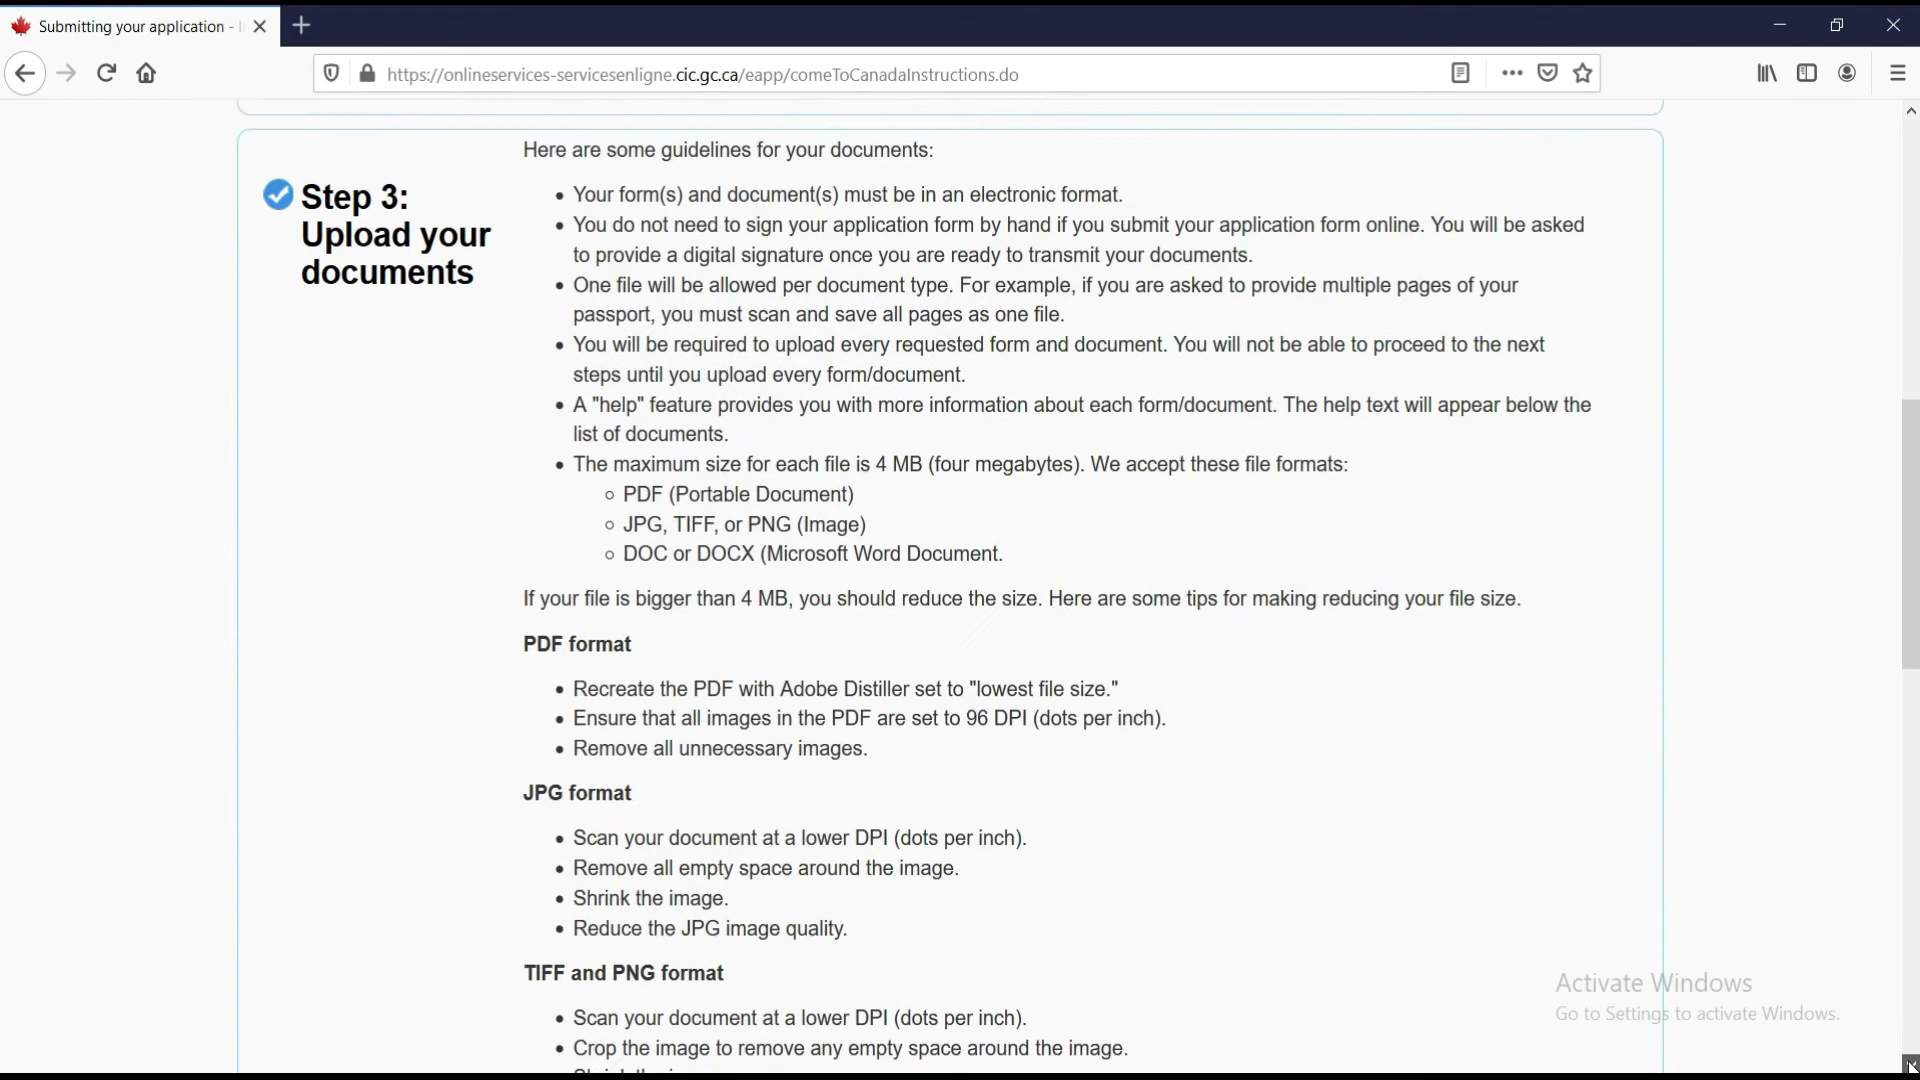 Submitting your application -
https://onlineservices-servicesenligne.cic.gc.ca/eapp/comeToCanadaInstructions.do
Here are some guidelines for your documents:
Step 3:
Upload your
documents
• Your form(s) and document(s) must be in an electronic format.
• You do not need to sign your application form by hand if you submit your application form online. You will be asked
to provide a digital signature once you are ready to transmit your documents.
• One file will be allowed per document type. For example, if you are asked to provide multiple pages of your
passport, you must scan and save all pages as one file.
• You will be required to upload every requested form and document. You will not be able to proceed to the next
steps until you upload every form/document.
• A "help" feature provides you with more information about each form/document. The help text will appear below the
list of documents.
• The maximum size for each file is 4 MB (four megabytes). We accept these file formats:
○ PDF (Portable Document)
○ JPG, TIFF, or PNG (Image)
○ DOC or DOCX (Microsoft Word Document.
If your file is bigger than 4 MB, you should reduce the size. Here are some tips for making reducing your file size.
PDF format
• Recreate the PDF with Adobe Distiller set to "lowest file size."
• Ensure that all images in the PDF are set to 96 DPI (dots per inch).
• Remove all unnecessary images.
JPG format
• Scan your document at a lower DPI (dots per inch).
• Remove all empty space around the image.
• Shrink the image.
• Reduce the JPG image quality.
TIFF and PNG format
• Scan your document at a lower DPI (dots per inch).
• Crop the image to remove any empty space around the image.
Activate Windows
Go to Settings to activate Windows.